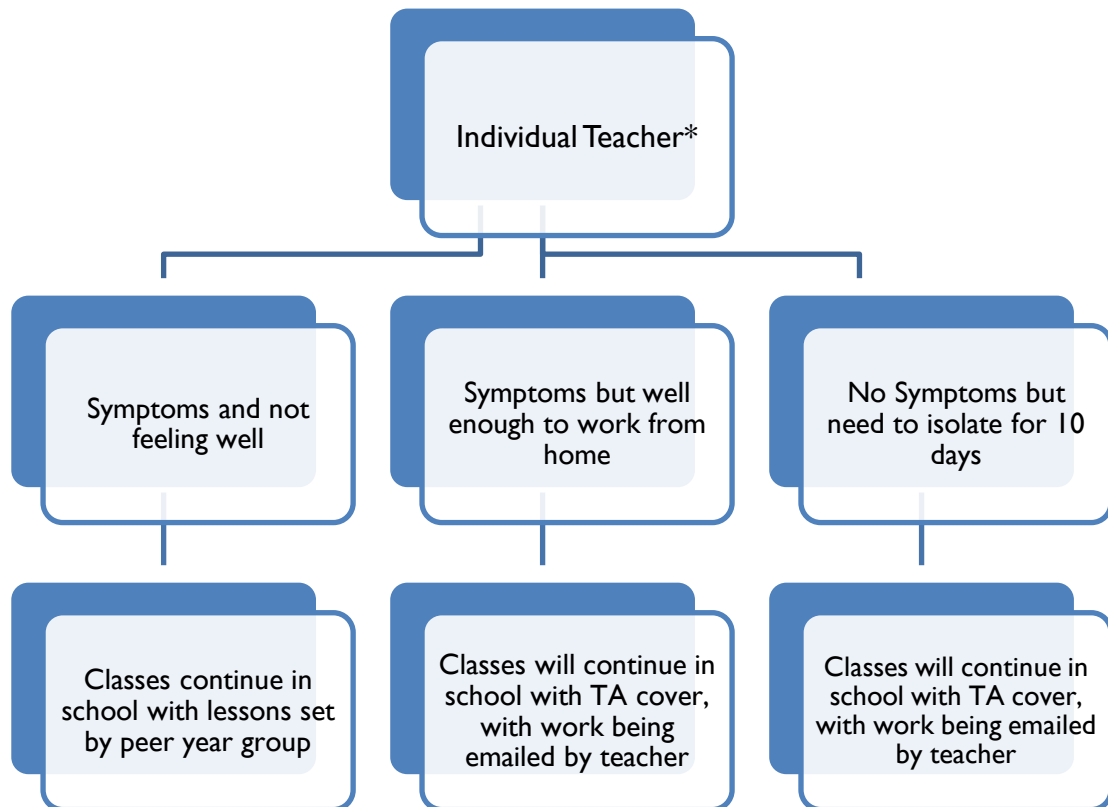 Individual Teacher*
Symptoms and not
feeling well
Symptoms but well
enough to work from
home
No Symptoms but
need to isolate for 10
days
Classes continue in
school with lessons set
by peer year group
Classes will continue in
school with TA cover,
with work being
emailed by teacher
Classes will continue in
school with TA cover,
with work being emailed
by teacher